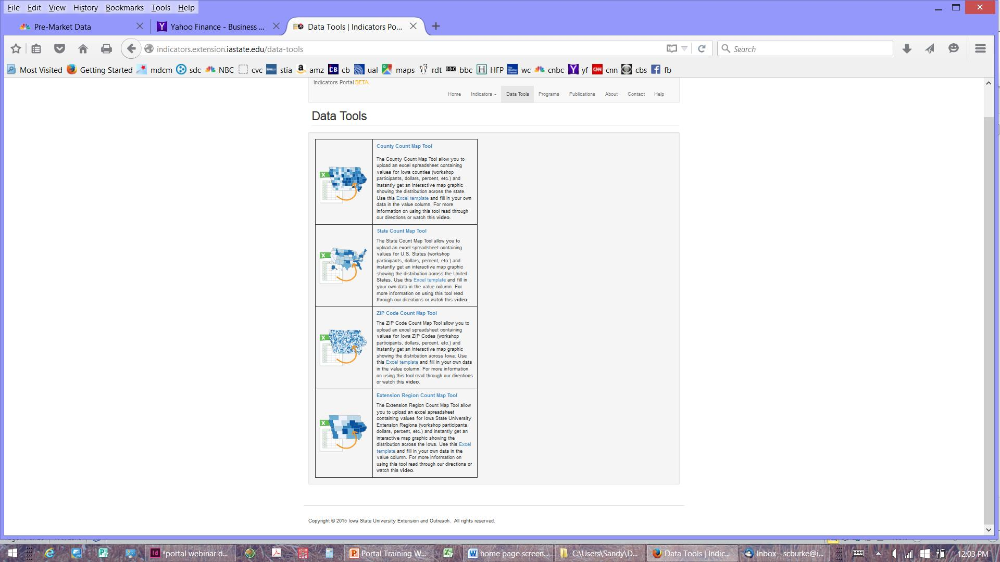 File Edit View History Bookmarks Tools Help
Pre-Market Data
Yahoo Finance - Business ...
Data Tools | Indicators Po...
indicators.extension.iastate.edu/data-tools
Search
Most Visited Getting Started mdcm sdc NBC cvc stia amz cb ual maps rdt bbc HFP wc cnbc yf cnn cbs fb
Indicators Portal BETA
Home Indicators Data Tools Programs Publications About Contact Help
Data Tools
County Count Map Tool
The County Count Map Tool allow you to
upload an excel spreadsheet containing
values for Iowa counties (workshop
participants, dollars, percent, etc.) and
instantly get an interactive map graphic
showing the distribution across the state.
Use this Excel template and fill in your own
data in the value column. For more
information on using this tool read through
our directions or watch this video.
State Count Map Tool
The State Count Map Tool allow you to
upload an excel spreadsheet containing
values for U.S. States (workshop
participants, dollars, percent, etc.) and
instantly get an interactive map graphic
showing the distribution across the United
States. Use this Excel template and fill in
your own data in the value column. For
more information on using this tool read
through our directions or watch this video.
ZIP Code Count Map Tool
The ZIP Code Count Map Tool allow you to
upload an excel spreadsheet containing
values for Iowa ZIP Codes (workshop
participants, dollars, percent, etc.) and
instantly get an interactive map graphic
showing the distribution across Iowa. Use
this Excel template and fill in your own data
in the value column. For more information
on using this tool read through our directions
or watch this video.
Extension Region Count Map Tool
The Extension Region Count Map Tool allow
you to upload an excel spreadsheet
containing values for Iowa State University
Extension Regions (workshop participants,
dollars, percent, etc.) and instantly get an
interactive map graphic showing the
distribution across the Iowa. Use this Excel
template and fill in your own data in the
value column. For more information on
using this tool read through our directions or
watch this video.
Copyright © 2015 Iowa State University Extension and Outreach. All rights reserved.
*portal webinar d...
Portal Training W...
home page screen...
C:\Users\Sandy\D...
Data Tools | Indic...
Inbox - scburke@i...
12:03 PM